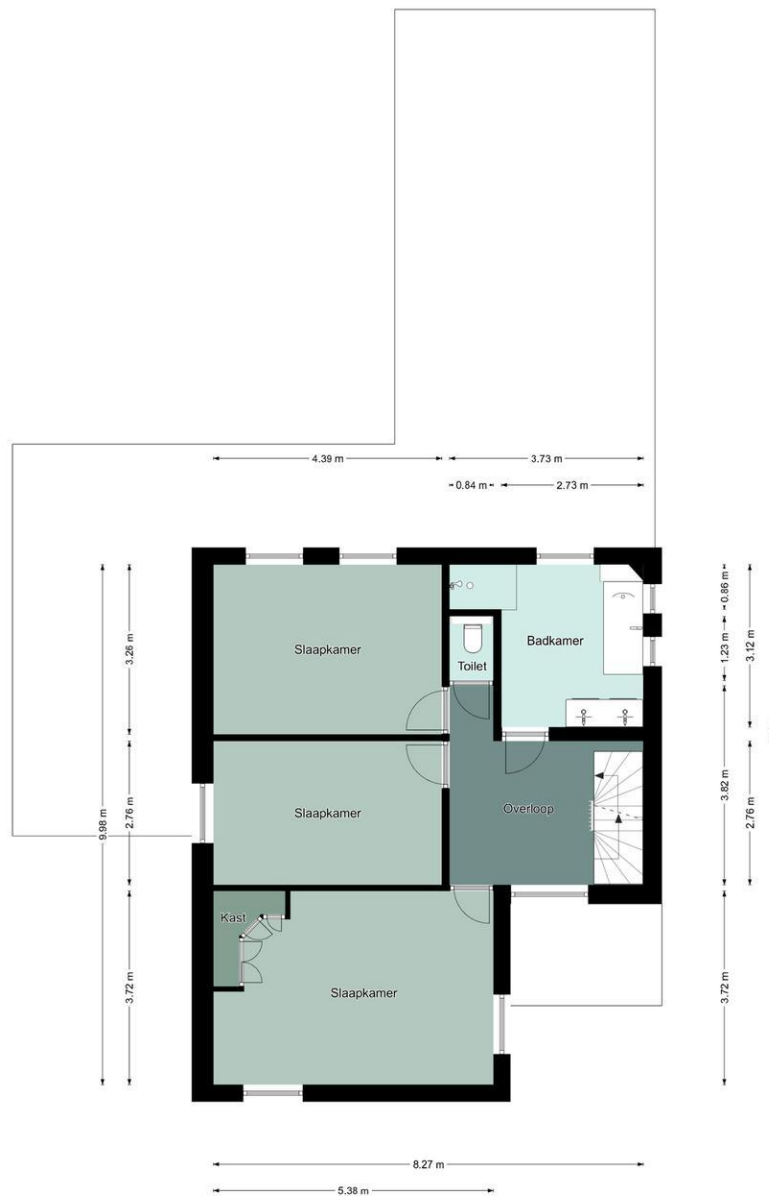 4.39 m
3.73 m
0.84 m
2.73 m
Slaapkamer
Toilet
Badkamer
Slaapkamer
Overloop
Kast
Slaapkamer
9.98 m
3.26 m
2.76 m
3.72 m
0.86 m
1.23 m
3.82 m
3.72 m
3.12 m
2.76 m
8.27 m
5.38 m